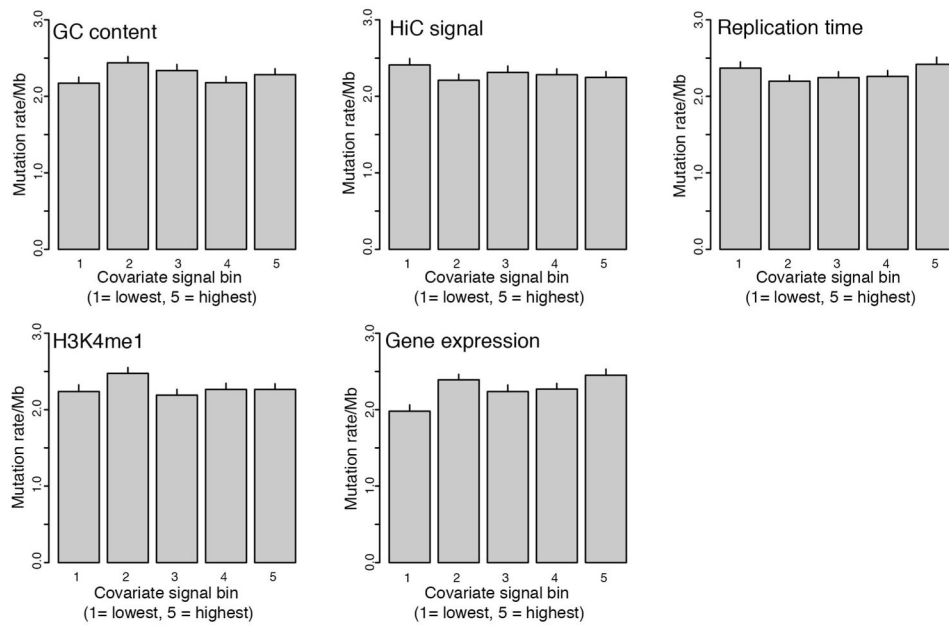 GC content
Mutation rate/Mb
0.0 1.0 2.0 3.0
1 2 3 4 5
Covariate signal bin
(1= lowest, 5 = highest)
HiC signal
Mutation rate/Mb
0.0 1.0 2.0 3.0
1 2 3 4 5
Covariate signal bin
(1= lowest, 5 = highest)
Replication time
Mutation rate/Mb
0.0 1.0 2.0 3.0
1 2 3 4 5
Covariate signal bin
(1= lowest, 5 = highest)
H3K4me1
Mutation rate/Mb
0.0 1.0 2.0 3.0
1 2 3 4 5
Covariate signal bin
(1= lowest, 5 = highest)
Gene expression
Mutation rate/Mb
0.0 1.0 2.0 3.0
1 2 3 4 5
Covariate signal bin
(1= lowest, 5 = highest)